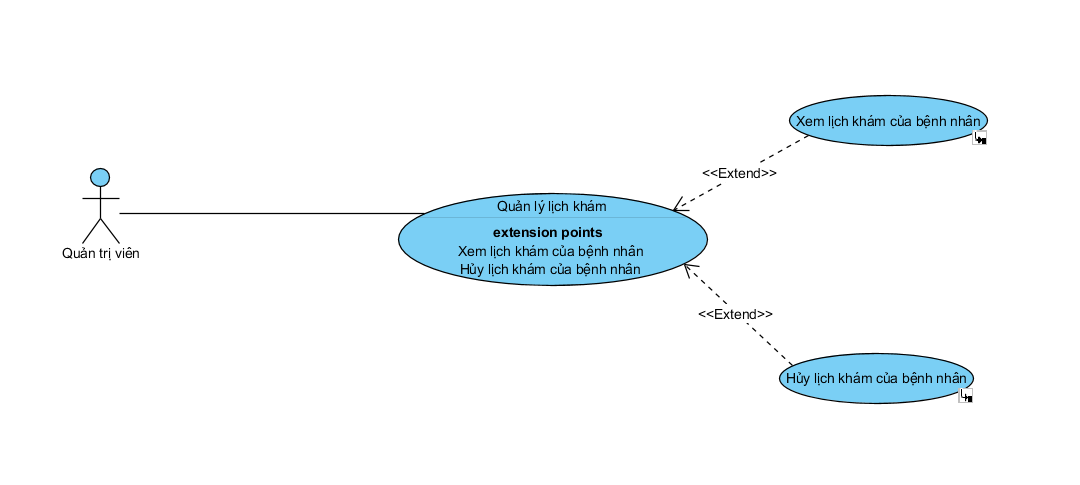 Xem lịch khám của bệnh nhân
<<Extend>>
Quản trị viên
Quản lý lịch khám
extension points
Xem lịch khám của bệnh nhân
Hủy lịch khám của bệnh nhân
<<Extend>>
Hủy lịch khám của bệnh nhân